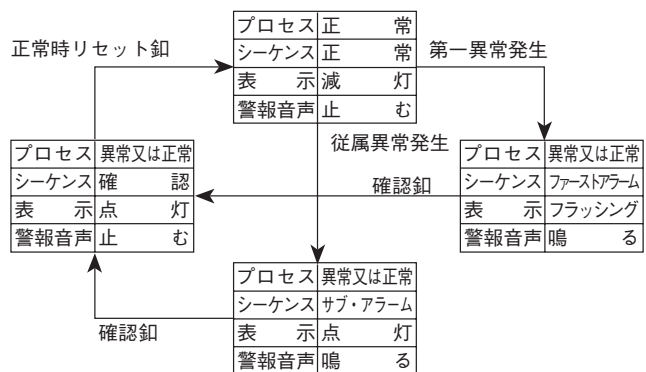 プロセス 正常
シーケンス 正常
表示 減灯
警報音声 止む
正常時リセット釦
第一異常発生
従属異常発生
プロセス 異常又は正常
シーケンス 確認
表示 点灯
警報音声 止む
確認釦
プロセス 異常又は正常
シーケンス ファーストアラーム
表示 フラッシング
警報音声 鳴る
プロセス 異常又は正常
シーケンス サブ・アラーム
表示 点灯
警報音声 鳴る
確認釦